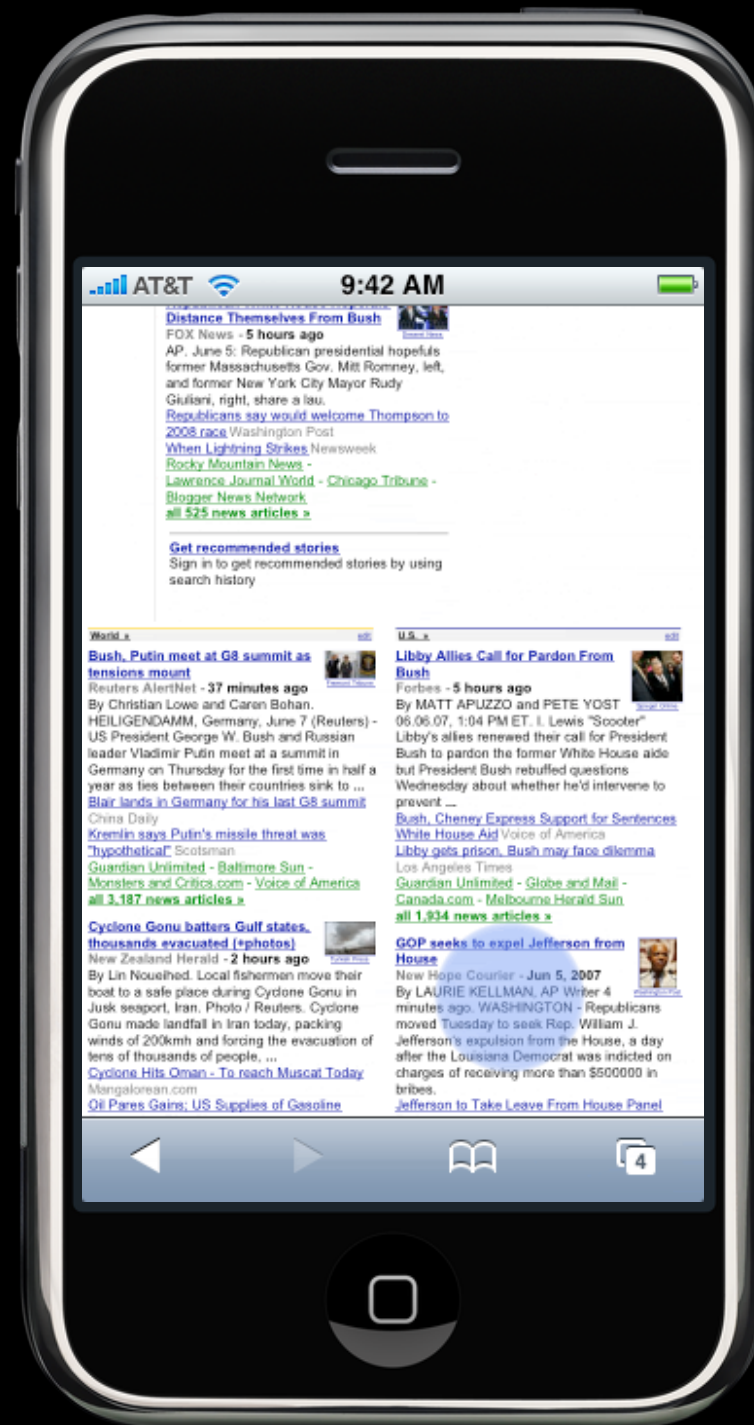 AT&T
9:42 AM
Distance Themselves From Bush
FOX News - 5 hours ago
AP. June 5: Republican presidential hopefuls
former Massachusetts Gov. Mitt Romney, left,
and former New York City Mayor Rudy
Giuliani, right, share a lau.
Republicans say would welcome Thompson to
2008 race Washington Post
When Lightning Strikes Newsweek
Rocky Mountain News -
Lawrence Journal World - Chicago Tribune -
Blogger News Network
all 525 news articles »
Get recommended stories
Sign in to get recommended stories by using
search history
World »
edit
Bush, Putin meet at G8 summit as
tensions mount
Reuters AlertNet - 37 minutes ago
By Christian Lowe and Caren Bohan.
HEILIGENDAMM, Germany, June 7 (Reuters) -
US President George W. Bush and Russian
leader Vladimir Putin meet at a summit in
Germany on Thursday for the first time in half a
year as ties between their countries sink to ...
Blair lands in Germany for his last G8 summit
China Daily
Kremlin says Putin's missile threat was
"hypothetical" Scotsman
Guardian Unlimited - Baltimore Sun -
Monsters and Critics.com - Voice of America
all 3,187 news articles »
Cyclone Gonu batters Gulf states,
thousands evacuated (+photos)
New Zealand Herald - 2 hours ago
By Lin Noueihed. Local fishermen move their
boat to a safe place during Cyclone Gonu in
Jusk seaport, Iran. Photo / Reuters. Cyclone
Gonu made landfall in Iran today, packing
winds of 200kmh and forcing the evacuation of
tens of thousands of people, ...
Cyclone Hits Oman - To reach Muscat Today
Mangalorean.com
Oil Pares Gains; US Supplies of Gasoline
U.S. »
edit
Libby Allies Call for Pardon From
Bush
Forbes - 5 hours ago
By MATT APUZZO and PETE YOST
06.06.07, 1:04 PM ET. I. Lewis "Scooter"
Libby's allies renewed their call for President
Bush to pardon the former White House aide
but President Bush rebuffed questions
Wednesday about whether he'd intervene to
prevent ...
Bush, Cheney Express Support for Sentences
White House Aid Voice of America
Libby gets prison, Bush may face dilemma
Los Angeles Times
Guardian Unlimited - Globe and Mail -
Canada.com - Melbourne Herald Sun
all 1,934 news articles »
GOP seeks to expel Jefferson from
House
New Hope Courier - Jun 5, 2007
By LAURIE KELLMAN, AP Writer 4
minutes ago. WASHINGTON - Republicans
moved Tuesday to seek Rep. William J.
Jefferson's expulsion from the House, a day
after the Louisiana Democrat was indicted on
charges of receiving more than $500000 in
bribes.
Jefferson to Take Leave From House Panel
4